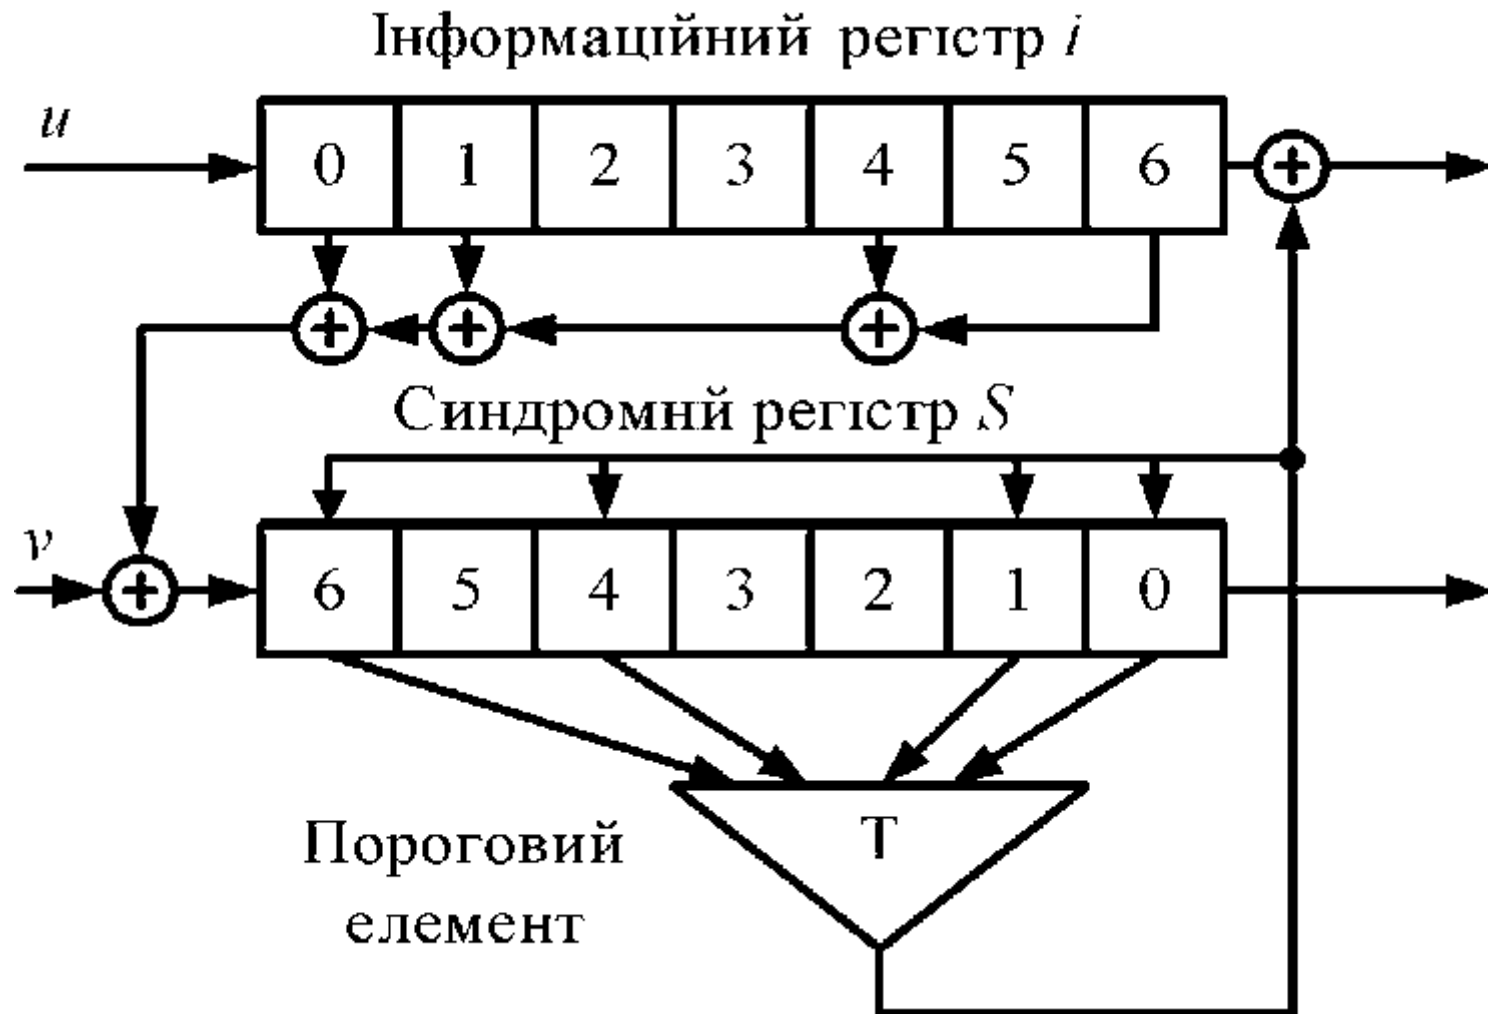 Інформаційний регістр i
u
0 1 2 3 4 5 6
Синдромнй регістр S
v
6 5 4 3 2 1 0
T
Пороговий
елемент